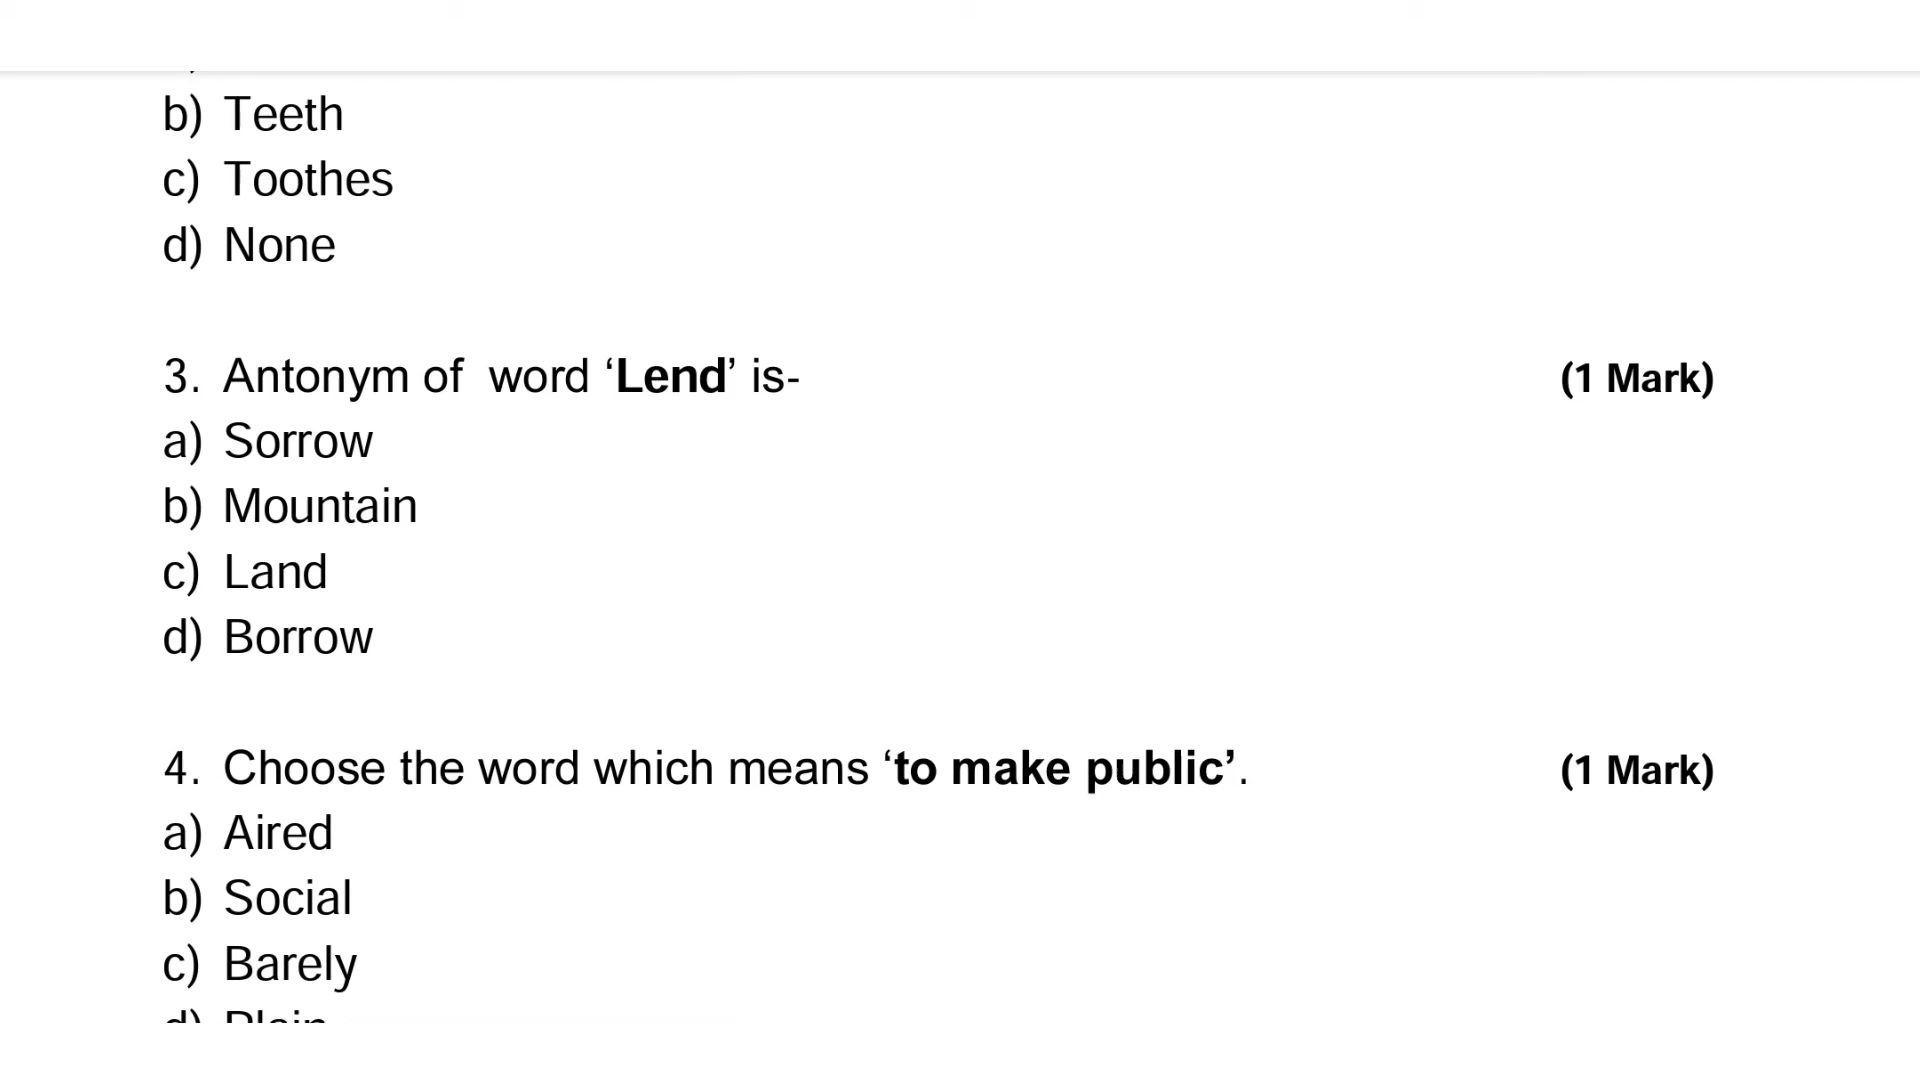 b) Teeth
c) Toothes
d) None
3. Antonym of  word ‘Lend’ is- (1 Mark)
a) Sorrow
b) Mountain
c) Land
d) Borrow
4. Choose the word which means ‘to make public’. (1 Mark)
a) Aired
b) Social
c) Barely
d) Plain